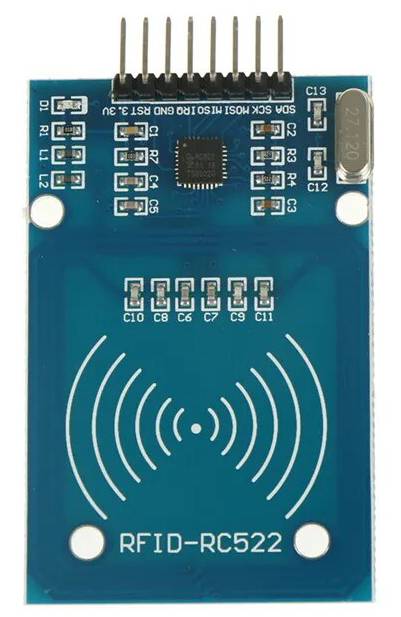 SDA SCK MOSI MISO IRQ GND RST 3.3V
C13
D1
C1
C2
R1
27.120
L1
R7
R3
L2
C4
R4
C12
C5
C3
C10 C8 C6 C7 C9 C11
RFID-RC522